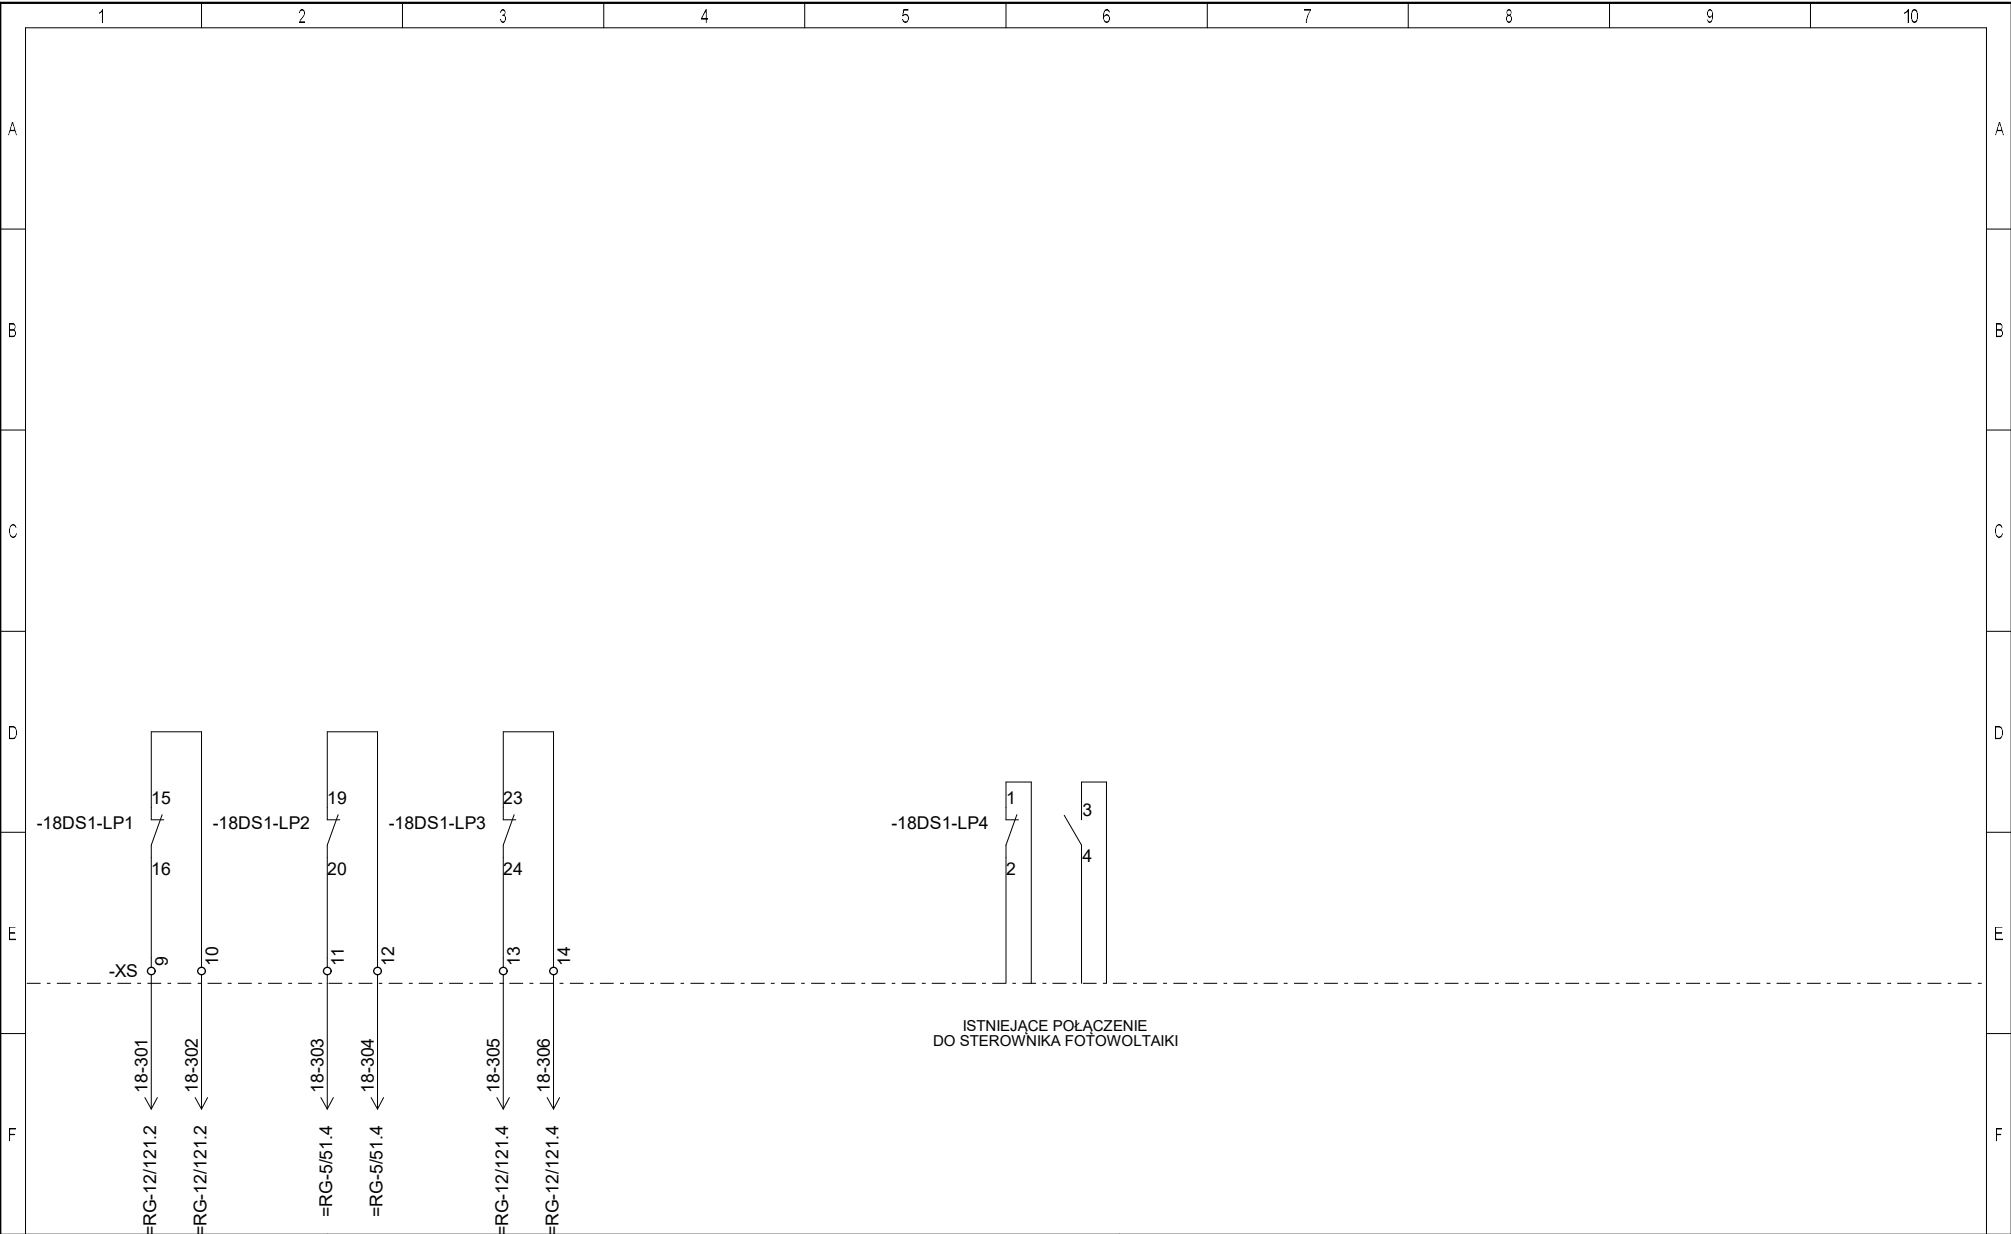 1 2 3 4 5 6 7 8 9 10
A A
B B
C C
D D
15 19 23 1 3
-18DS1-LP1 -18DS1-LP2 -18DS1-LP3 -18DS1-LP4
16 20 24 2 4
E E
-XS 9 10 11 12 13 14
ISTNIEJĄCE POŁĄCZENIE
DO STEROWNIKA FOTOWOLTAIKI
18-301 18-302 18-303 18-304 18-305 18-306
F F
=RG-12/121.2 =RG-12/121.2 =RG-5/51.4 =RG-5/51.4 =RG-12/121.4 =RG-12/121.4